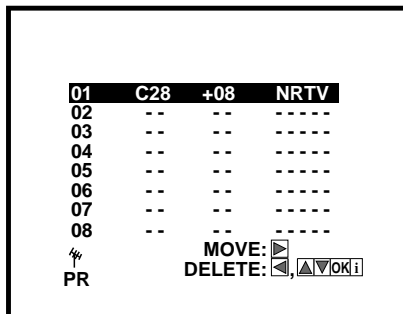 01 C28 +08 NRTV
02 - - - - - - - - -
03 - - - - - - - - -
04 - - - - - - - - -
05 - - - - - - - - -
06 - - - - - - - - -
07 - - - - - - - - -
08 - - - - - - - - -
MOVE: ▶
DELETE: ◀, ▲▼OK i
PR